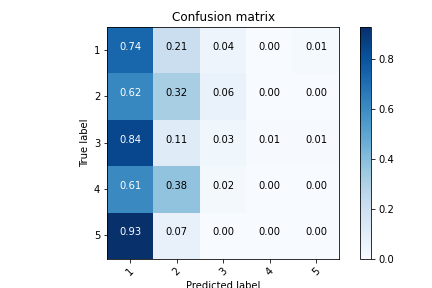 Confusion matrix
1 0.74 0.21 0.04 0.00 0.01
2 0.62 0.32 0.06 0.00 0.00
3 0.84 0.11 0.03 0.01 0.01
4 0.61 0.38 0.02 0.00 0.00
5 0.93 0.07 0.00 0.00 0.00
True label
1 2 3 4 5
Predicted label
0.8
0.6
0.4
0.2
0.0